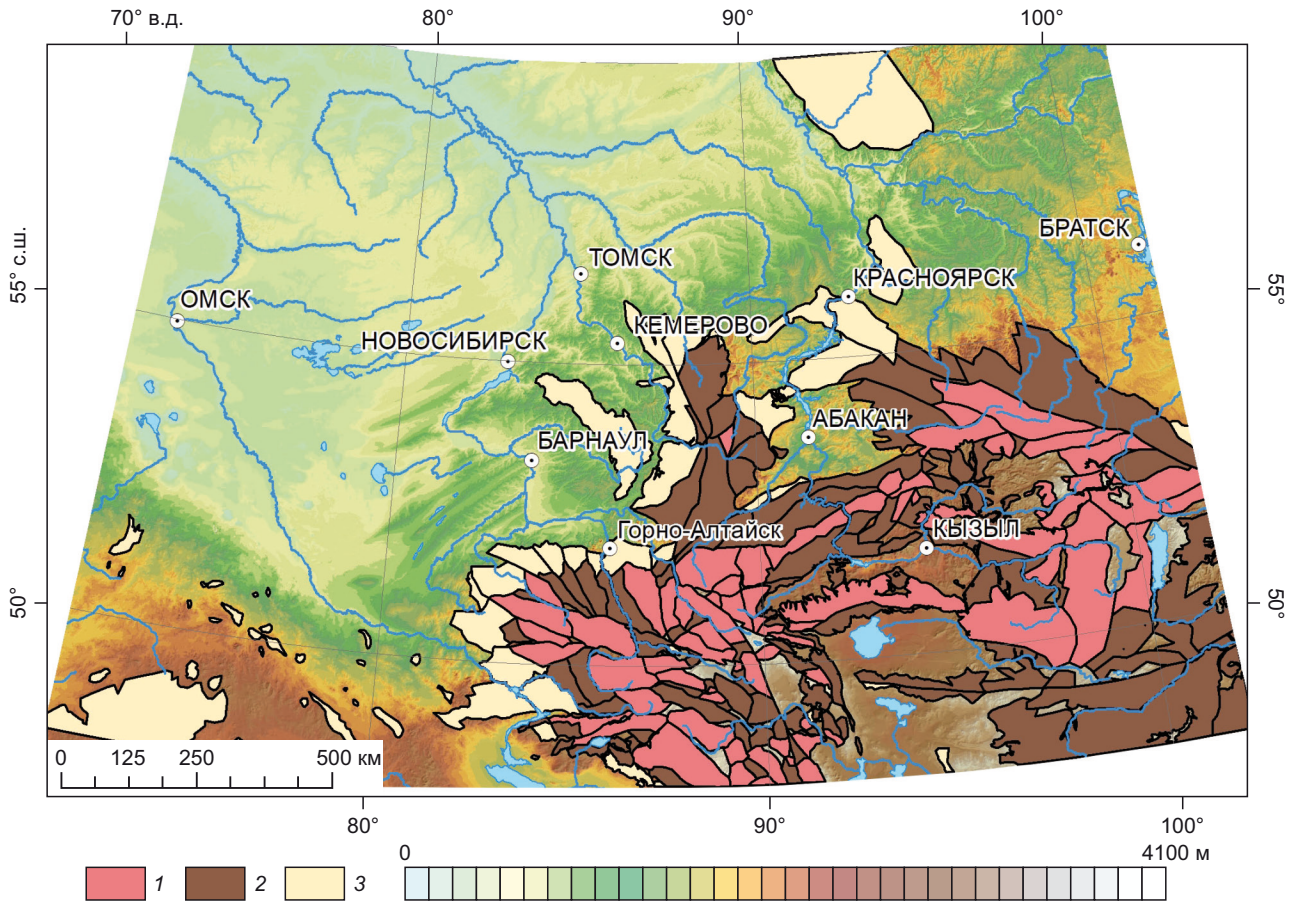 70° в.д.
80°
90°
100°
55° с.ш.
55°
50°
50°
БРАТСК
ТОМСК
КРАСНОЯРСК
ОМСК
КЕМЕРОВО
НОВОСИБИРСК
АБАКАН
БАРНАУЛ
Горно-Алтайск
КЫЗЫЛ
0 125 250 500 км
80°
90°
100°
0
4100 м
1
2
3